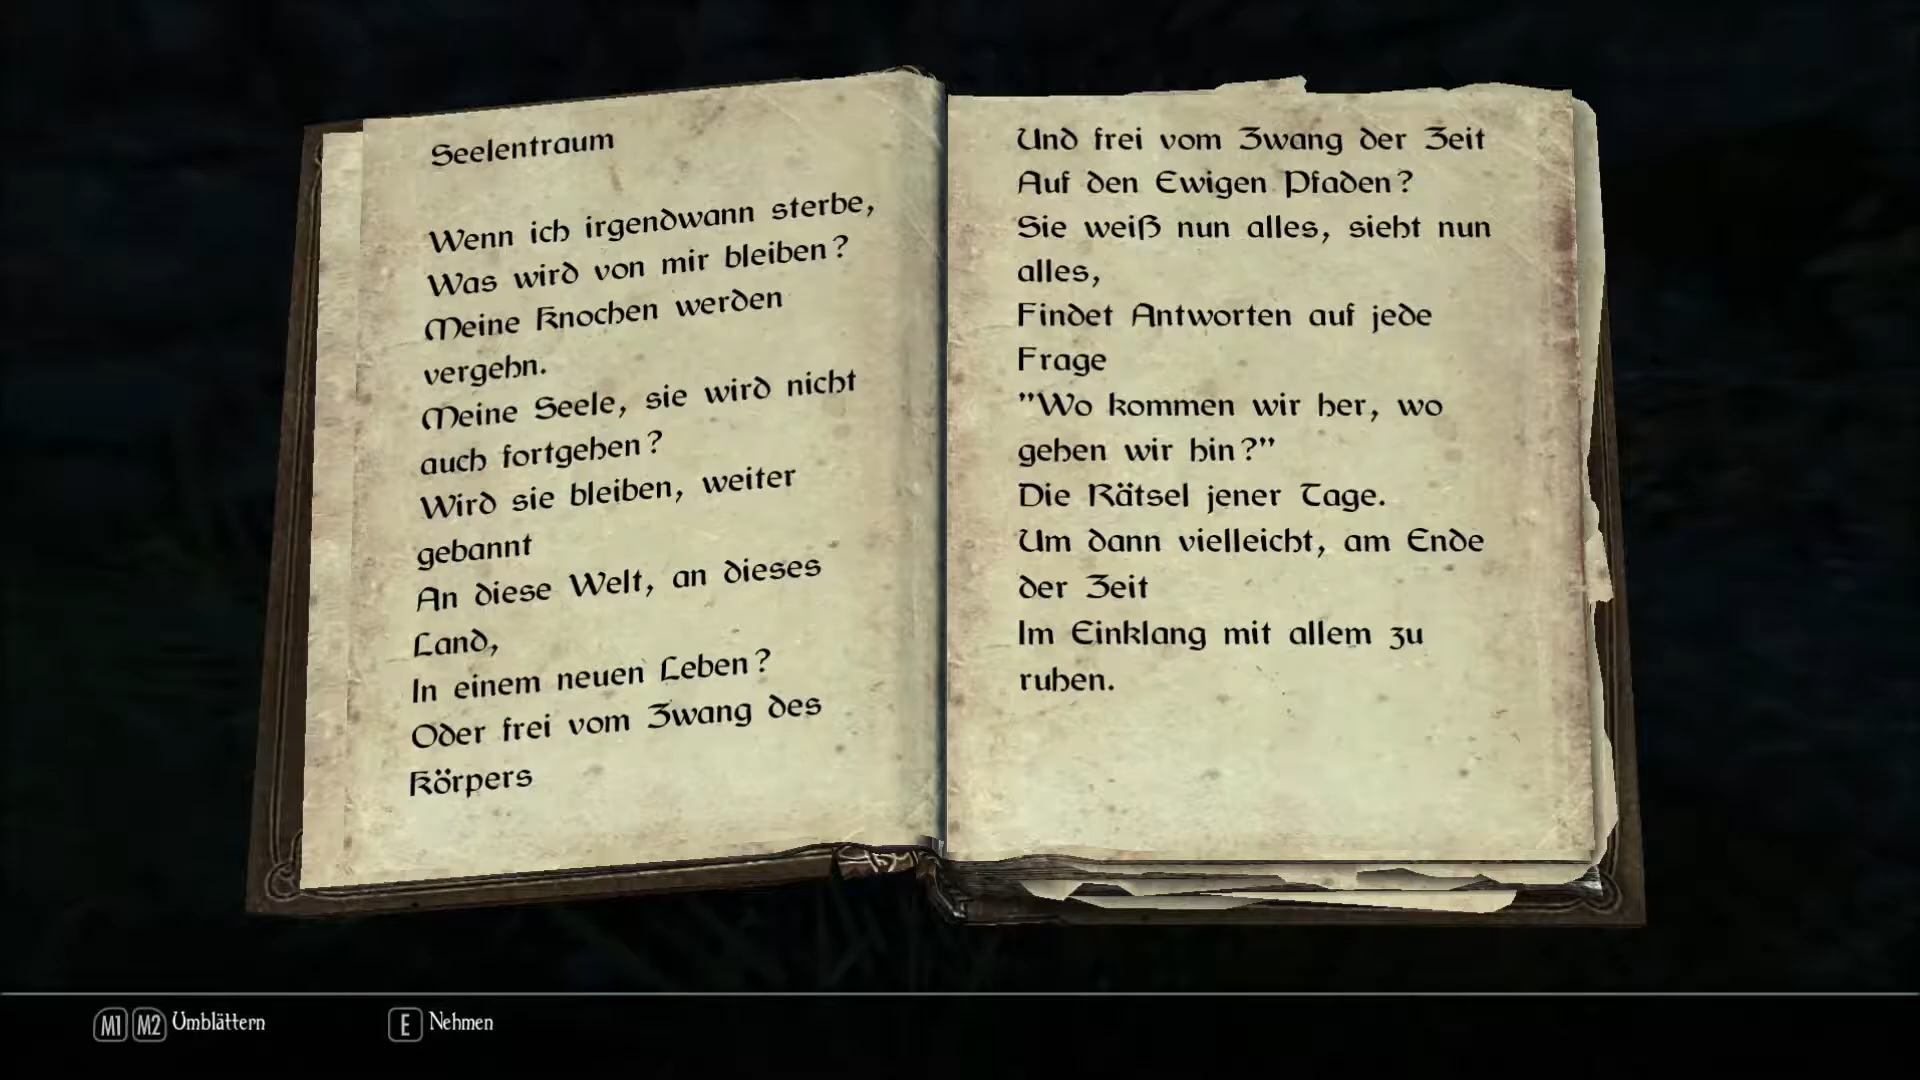 Seelentraum
Wenn ich irgendwann sterbe,
Was wird von mir bleiben?
Meine Knochen werden
vergehn.
Meine Seele, sie wird nicht
auch fortgehen?
Wird sie bleiben, weiter
gebannt
An diese Welt, an dieses
Land,
In einem neuen Leben?
Oder frei vom Zwang des
Körpers
Und frei vom Zwang der Zeit
Auf den Ewigen Pfaden?
Sie weiß nun alles, sieht nun
alles,
Findet Antworten auf jede
Frage
"Wo kommen wir her, wo
gehen wir hin?"
Die Rätsel jener Tage.
Um dann vielleicht, am Ende
der Zeit
Im Einklang mit allem zu
ruhen.
M1 M2 Umblättern
E Nehmen